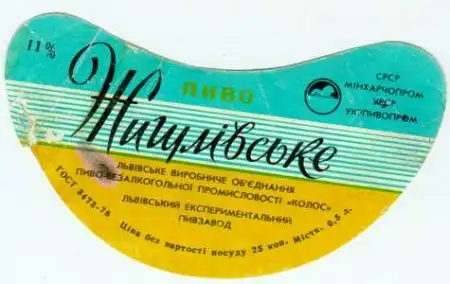 11%
ПИВО
Жигулівське
СРСР
МІНХАРЧОПРОМ
УРСР
УКРПИВОПРОМ
ЛЬВІВСЬКЕ ВИРОБНИЧЕ ОБ'ЄДНАННЯ
ПИВО-БЕЗАЛКОГОЛЬНОЇ ПРОМИСЛОВОСТІ «КОЛОС»
ЛЬВІВСЬКИЙ ЕКСПЕРИМЕНТАЛЬНИЙ
ПИВЗАВОД
ГОСТ 3473-78
Ціна без вартості посуду 25 коп. Містк. 0,5 л.